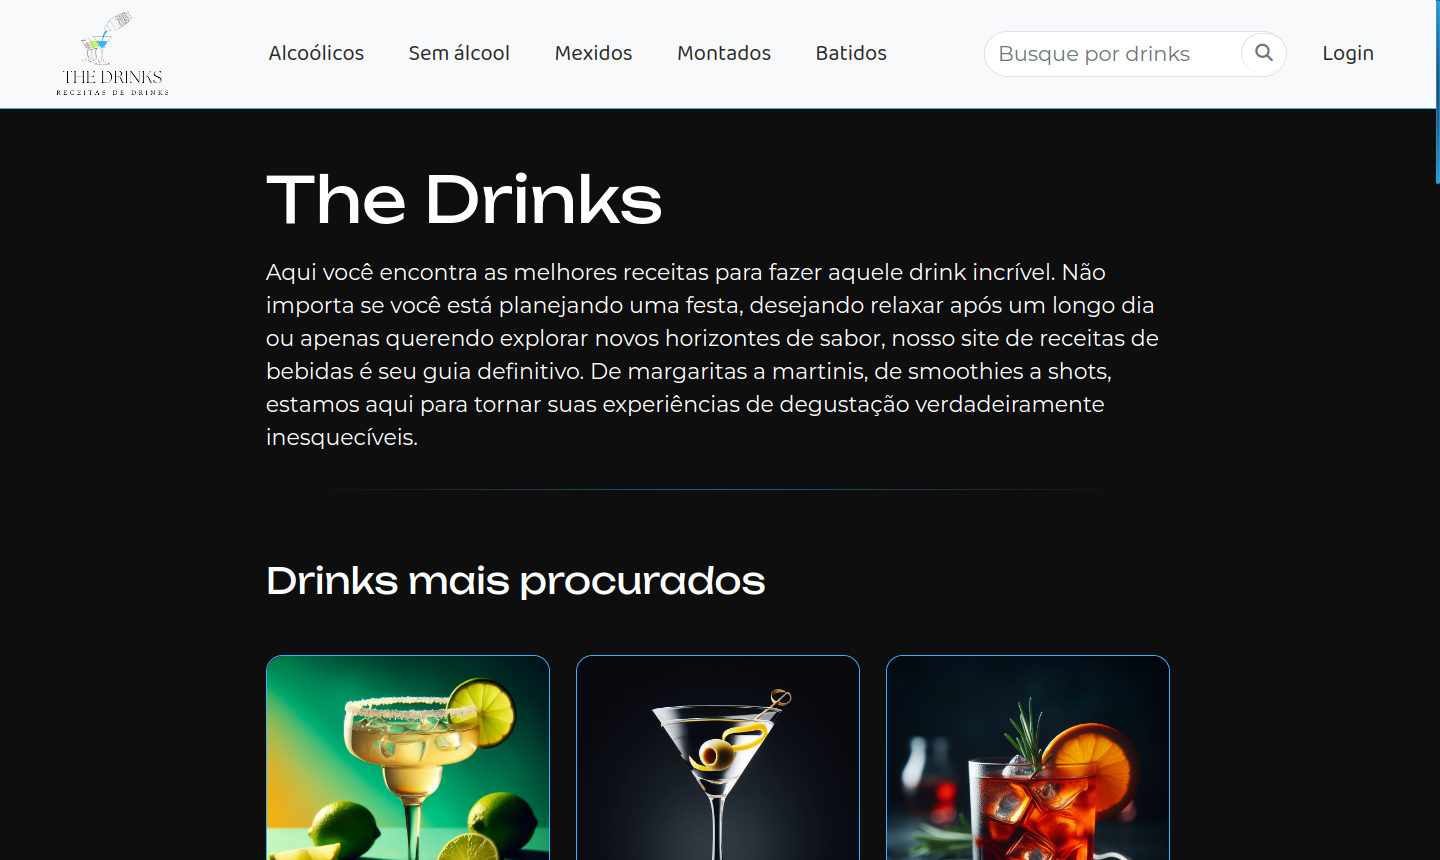 THE DRINKS
RECEITAS DE DRINKS
Alcoólicos Sem álcool Mexidos Montados Batidos Busque por drinks Login
The Drinks
Aqui você encontra as melhores receitas para fazer aquele drink incrível. Não
importa se você está planejando uma festa, desejando relaxar após um longo dia
ou apenas querendo explorar novos horizontes de sabor, nosso site de receitas de
bebidas é seu guia definitivo. De margaritas a martinis, de smoothies a shots,
estamos aqui para tornar suas experiências de degustação verdadeiramente
inesquecíveis.
Drinks mais procurados